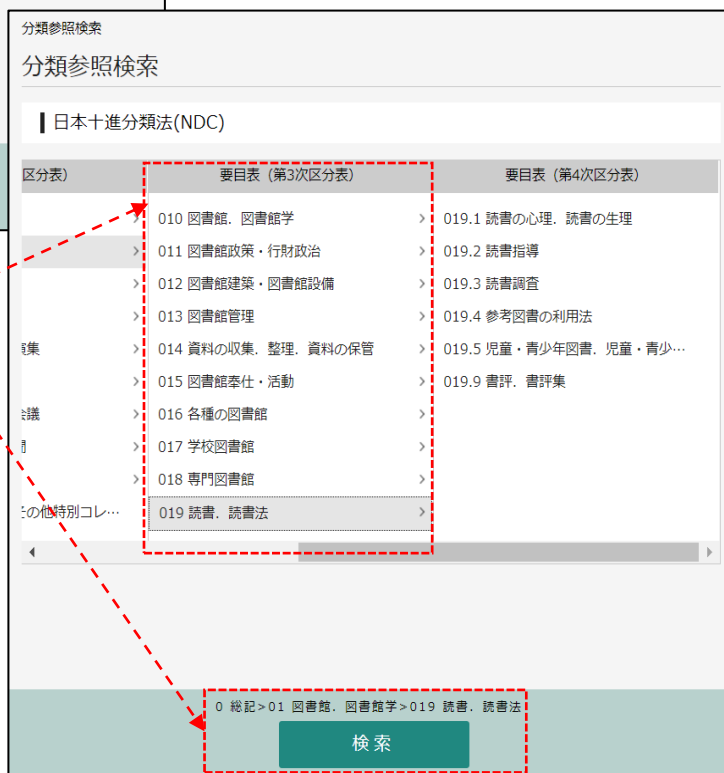 分類参照検索
分類参照検索
日本十進分類法(NDC)
区分表)
要目表 (第3次区分表)
要目表 (第4次区分表)
010 図書館．図書館学
019.1 読書の心理．読書の生理
011 図書館政策・行財政治
019.2 読書指導
012 図書館建築・図書館設備
019.3 読書調査
013 図書館管理
019.4 参考図書の利用法
集
014 資料の収集．整理．資料の保管
019.5 児童・青少年図書．児童・青少…
015 図書館奉仕・活動
019.9 書評．書評集
議
016 各種の図書館
017 学校図書館
018 専門図書館
その他特別コレ…
019 読書．読書法
0 総記>01 図書館．図書館学>019 読書．読書法
検索